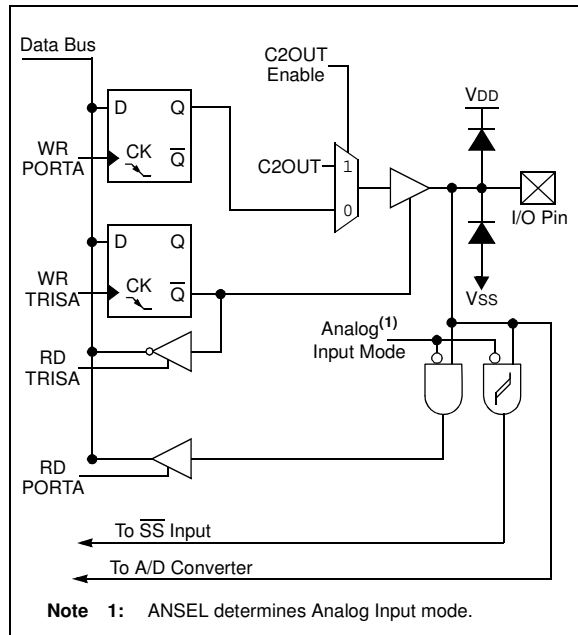 Data Bus
C2OUT
Enable
VDD
D Q
WR
PORTA
CK Q
C2OUT
1
0
I/O Pin
D Q
WR
TRISA
CK Q
VSS
Analog(1)
Input Mode
RD
TRISA
RD
PORTA
To SS Input
To A/D Converter
Note 1: ANSEL determines Analog Input mode.